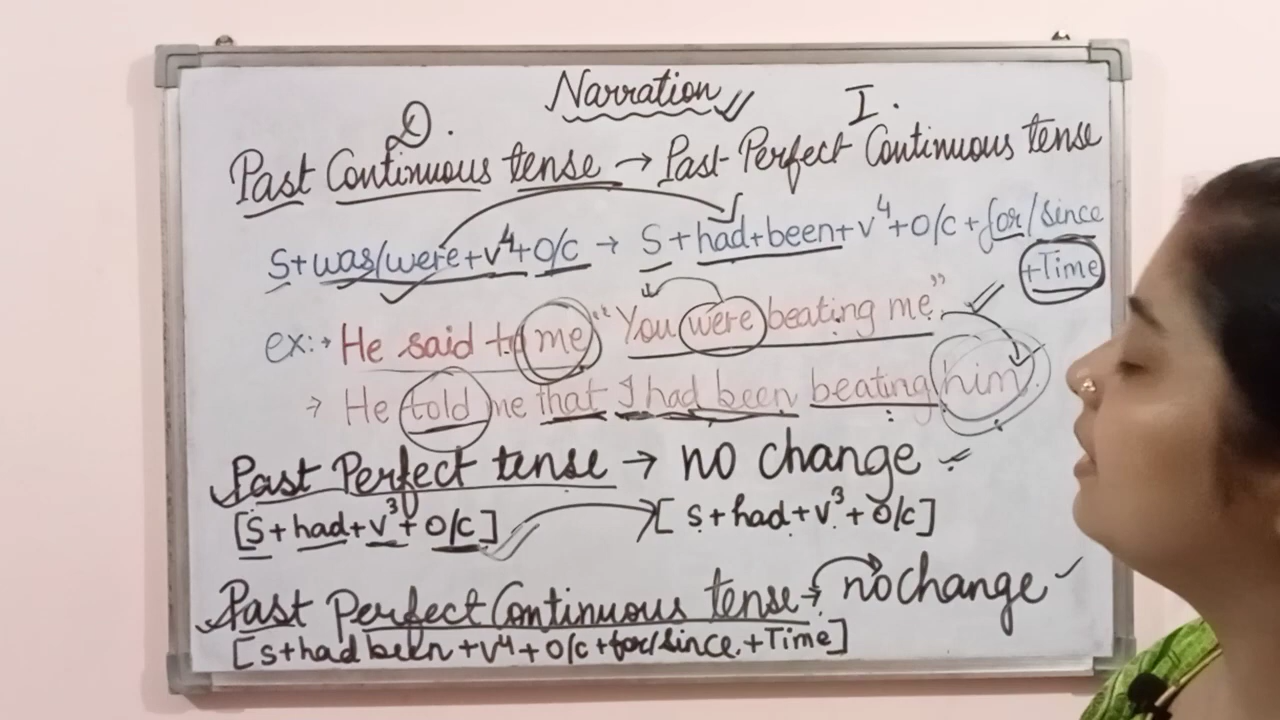 Narration
D. I.
Past Continuous tense → Past Perfect Continuous tense
S+was/were+v⁴+O/c → S+had+been+v⁴+O/c+for/since
+Time
ex:→ He said to me "You were beating me."
→ He told me that I had been beating him.
Past Perfect tense → no change
[S+had+v³+O/c] [S+had+v³+O/c]
Past Perfect Continuous tense → no change
[S+had been+v⁴+O/c+for/since+Time]